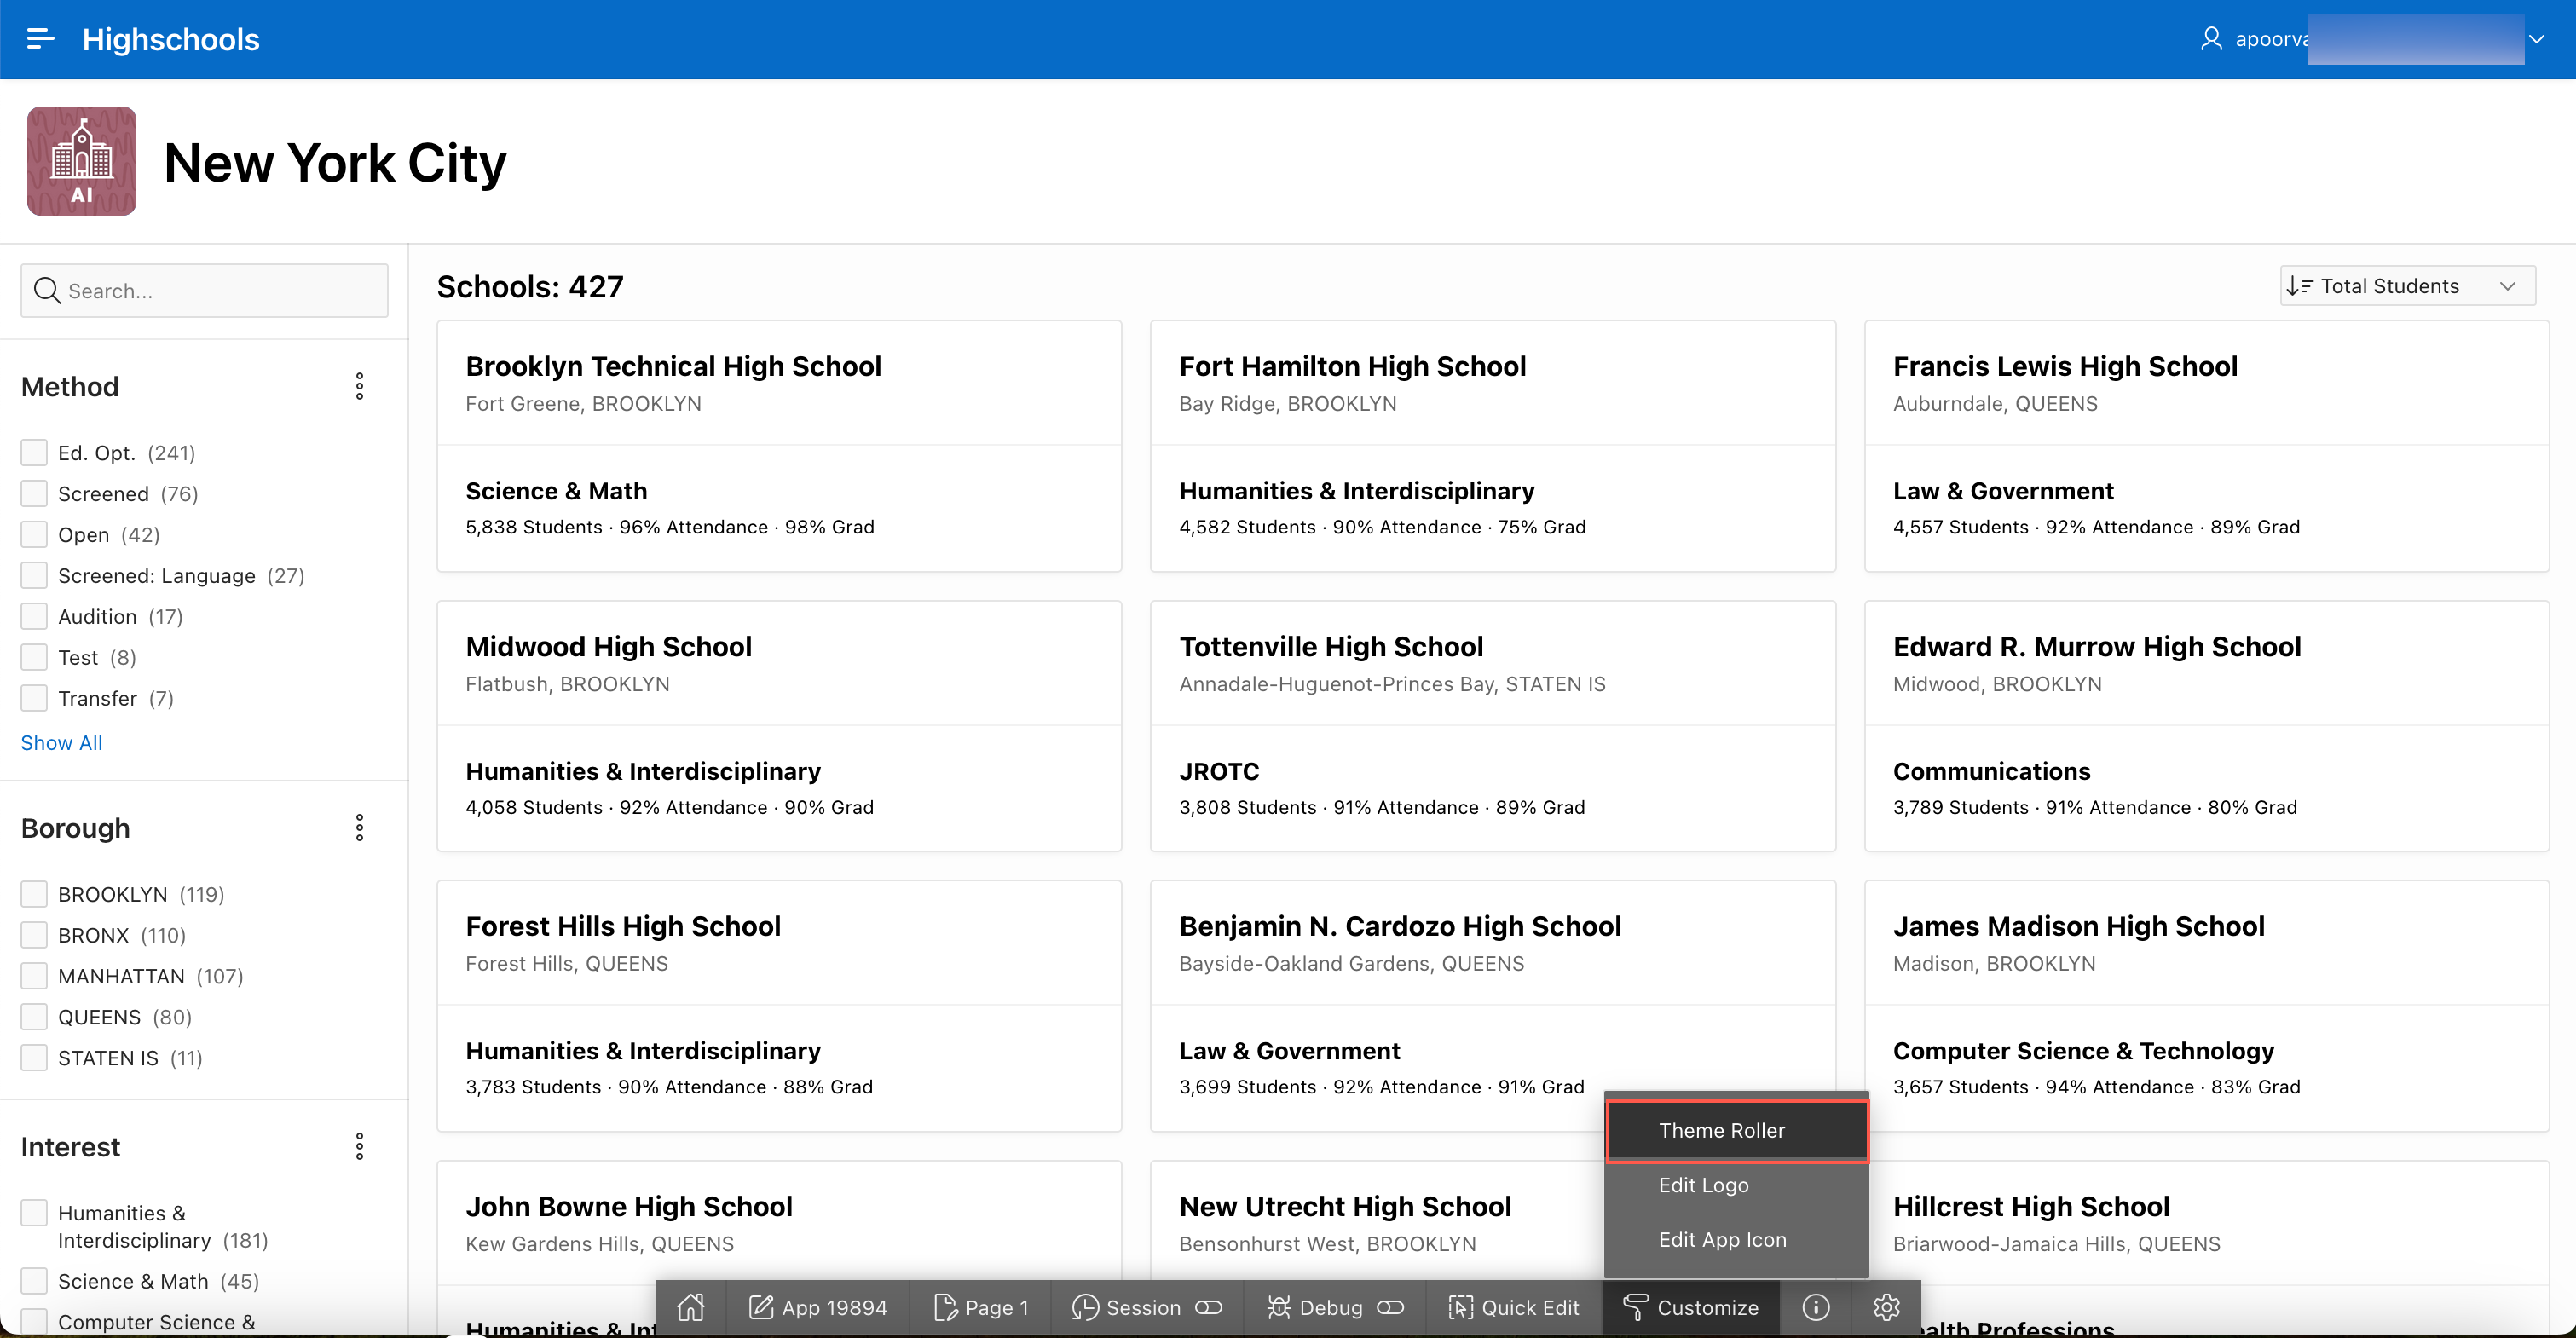 Highschools
apoorva
AI
New York City
Search...
Method
Ed. Opt. (241)
Screened (76)
Open (42)
Screened: Language (27)
Audition (17)
Test (8)
Transfer (7)
Show All
Borough
BROOKLYN (119)
BRONX (110)
MANHATTAN (107)
QUEENS (80)
STATEN IS (11)
Interest
Humanities &
Interdisciplinary (181)
Science & Math (45)
Computer Science &
Schools: 427
Total Students
Brooklyn Technical High School
Fort Greene, BROOKLYN
Science & Math
5,838 Students · 96% Attendance · 98% Grad
Fort Hamilton High School
Bay Ridge, BROOKLYN
Humanities & Interdisciplinary
4,582 Students · 90% Attendance · 75% Grad
Francis Lewis High School
Auburndale, QUEENS
Law & Government
4,557 Students · 92% Attendance · 89% Grad
Midwood High School
Flatbush, BROOKLYN
Humanities & Interdisciplinary
4,058 Students · 92% Attendance · 90% Grad
Tottenville High School
Annadale-Huguenot-Princes Bay, STATEN IS
JROTC
3,808 Students · 91% Attendance · 89% Grad
Edward R. Murrow High School
Midwood, BROOKLYN
Communications
3,789 Students · 91% Attendance · 80% Grad
Forest Hills High School
Forest Hills, QUEENS
Humanities & Interdisciplinary
3,783 Students · 90% Attendance · 88% Grad
Benjamin N. Cardozo High School
Bayside-Oakland Gardens, QUEENS
Law & Government
3,699 Students · 92% Attendance · 91% Grad
James Madison High School
Madison, BROOKLYN
Computer Science & Technology
3,657 Students · 94% Attendance · 83% Grad
John Bowne High School
Kew Gardens Hills, QUEENS
Humanities &
New Utrecht High School
Bensonhurst West, BROOKLYN
Hillcrest High School
Briarwood-Jamaica Hills, QUEENS
Professions
Theme Roller
Edit Logo
Edit App Icon
App 19894
Page 1
Session
Debug
Quick Edit
Customize